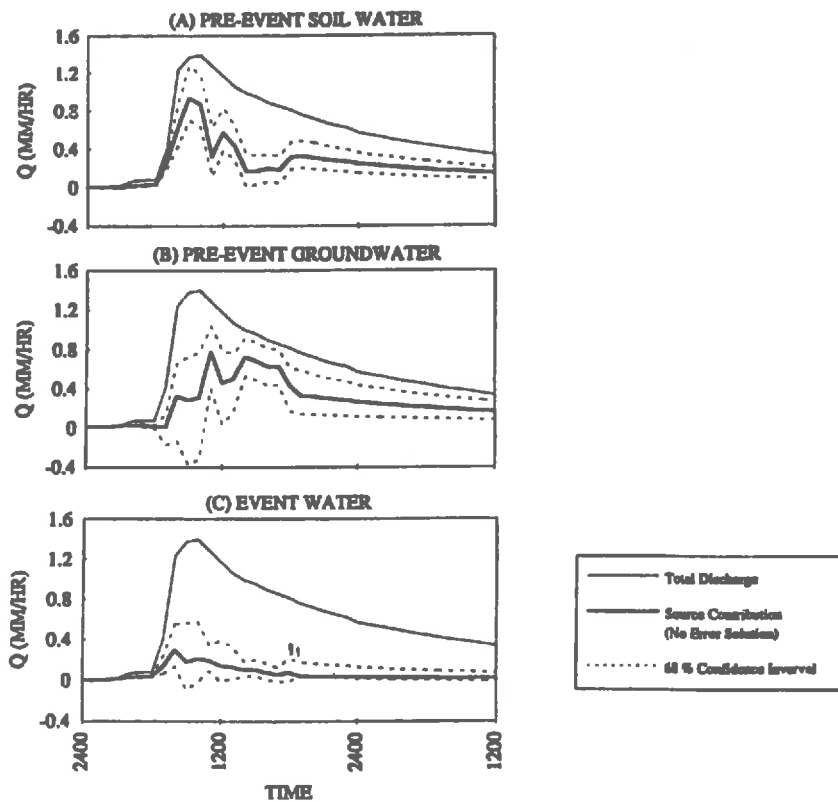 (A) PRE-EVENT SOIL WATER
1.6
1.2
0.8
0.4
0
-0.4
Q (MM/HR)
(B) PRE-EVENT GROUNDWATER
1.6
1.2
0.8
0.4
0
-0.4
Q (MM/HR)
(C) EVENT WATER
1.6
1.2
0.8
0.4
0
-0.4
Q (MM/HR)
2400
1200
2400
1200
TIME
Total Discharge
Source Contribution
(No Error Solution)
68 % Confidence Inverval